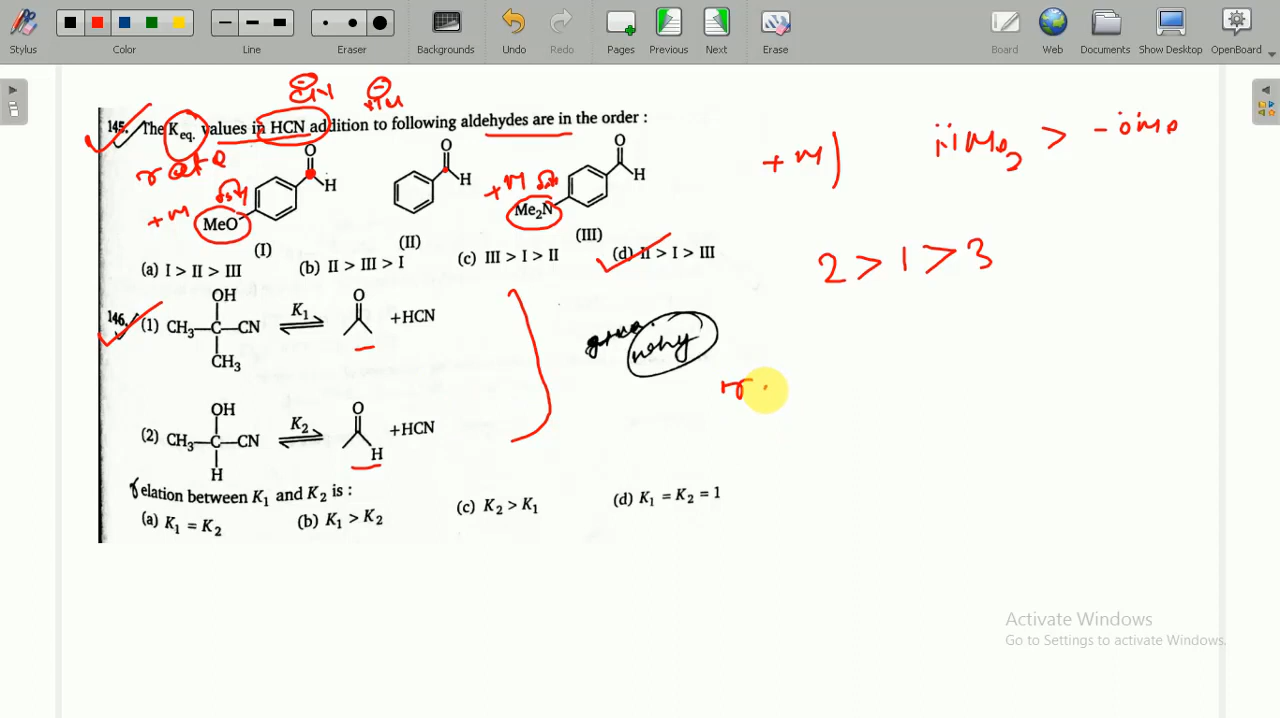 Stylus Color Line Eraser Backgrounds Undo Redo Pages Previous Next Erase Board Web Documents Show Desktop OpenBoard
145. The Keq. values in HCN addition to following aldehydes are in the order :
rate
+M
MeO
O
H
(I)
O
H
(II)
+M
Me2N
O
H
(III)
+M
NMe2 > -OMe
(a) I > II > III (b) II > III > I (c) III > I > II (d) II > I > III
2 > 1 > 3
146. (1) OH
CH3—C—CN
CH3
K1
O
+HCN
why
(2) OH
CH3—C—CN
H
K2
O
H
+HCN
relation between K1 and K2 is :
(a) K1 = K2 (b) K1 > K2 (c) K2 > K1 (d) K1 = K2 = 1
Activate Windows
Go to Settings to activate Windows.